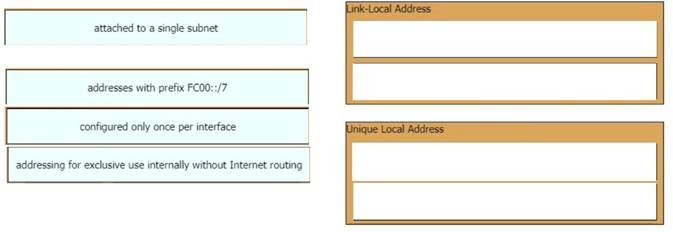 attached to a single subnet
addresses with prefix FC00::/7
configured only once per interface
addressing for exclusive use internally without Internet routing
Link-Local Address
Unique Local Address